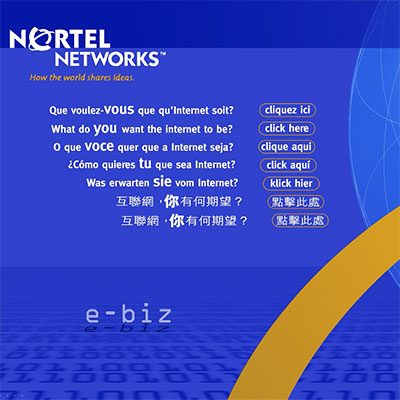 NORTEL
NETWORKS™
How the world shares ideas.
Que voulez-vous que qu'Internet soit? cliquez ici
What do you want the internet to be? click here
O que voce quer que a Internet seja? clique aqui
¿Cómo quieres tu que sea Internet? click aquí
Was erwarten sie vom Internet? klick hier
互聯網，你有何期望？ 點擊此處
互聯網，你有何期望？ 點擊此處
e-biz